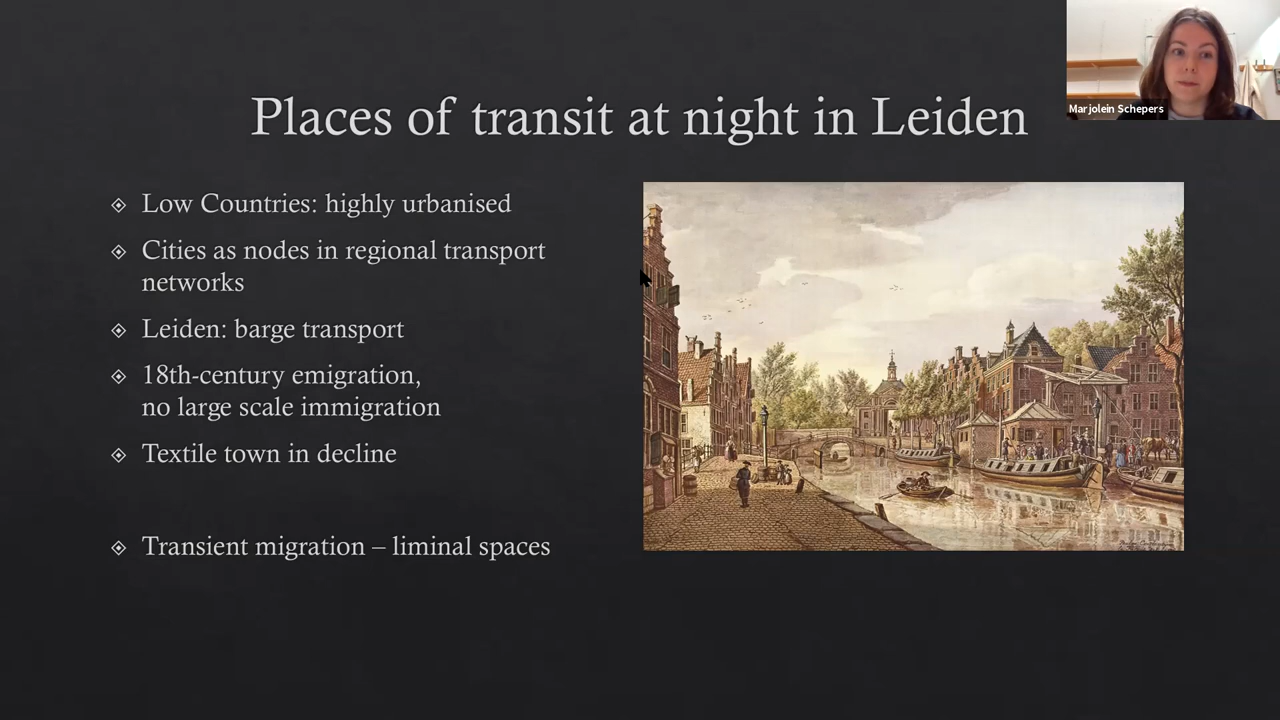 Marjolein Schepers
Places of transit at night in Leiden
Low Countries: highly urbanised
Cities as nodes in regional transport
networks
Leiden: barge transport
18th-century emigration,
no large scale immigration
Textile town in decline
Transient migration – liminal spaces